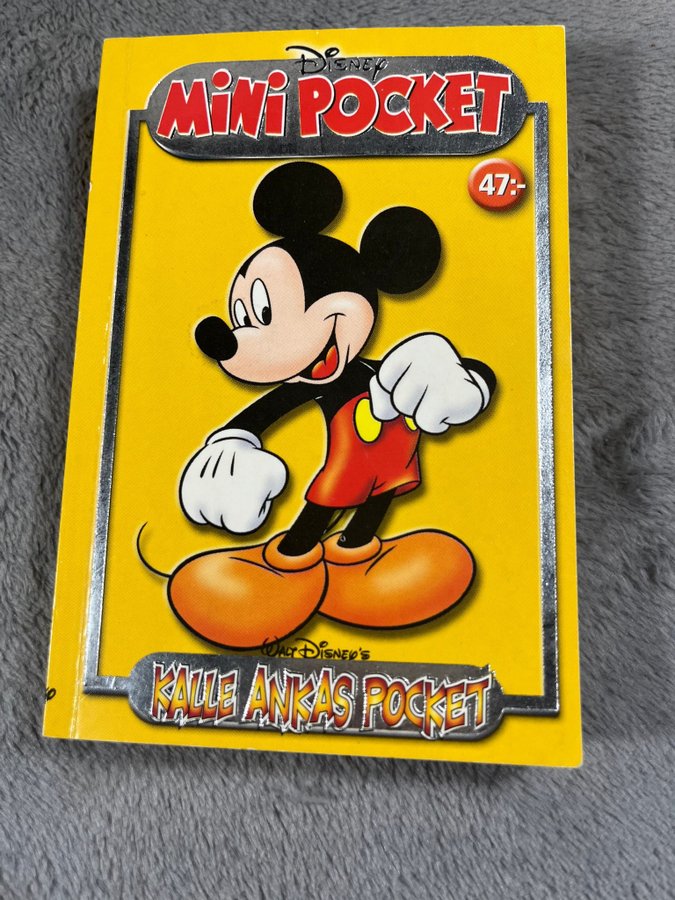 Disney
MiNi POCKET
47:-
Walt Disney's
KALLE ANKAS POCKET